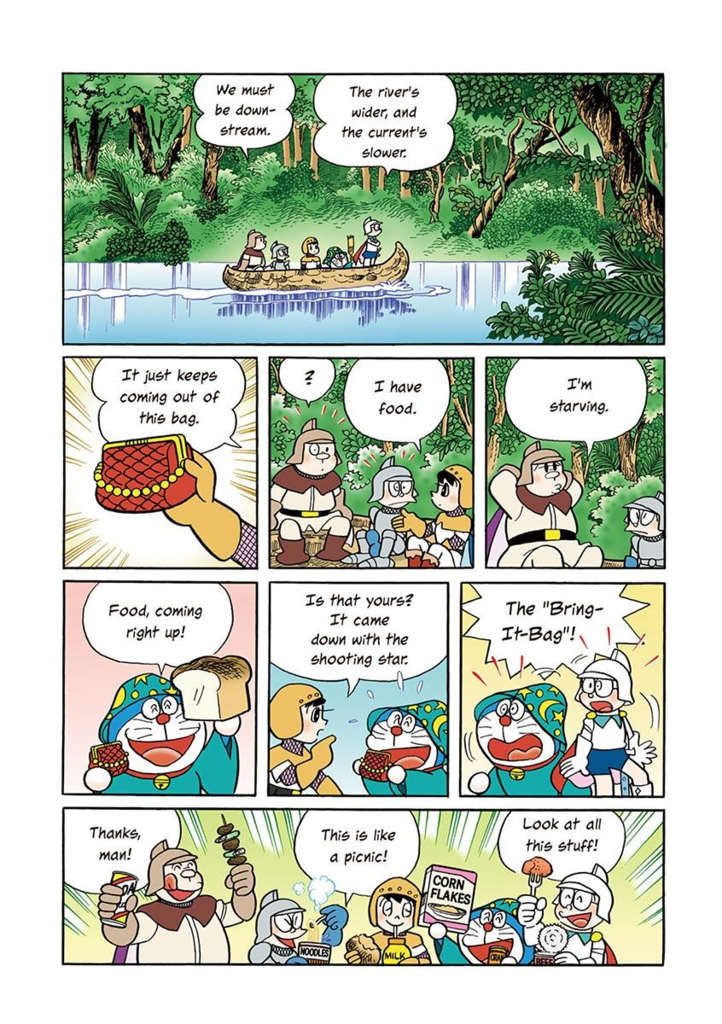 The river's
wider, and
the current's
slower.
We must
be down-
stream.
I'm
starving.
I have
food.
?
It just keeps
coming out of
this bag.
The "Bring-
It-Bag"!
Is that yours?
It came
down with the
shooting star.
Food, coming
right up!
Look at all
this stuff!
CORN
FLAKES
This is like
a picnic!
MILK
NOODLES
Thanks,
man!